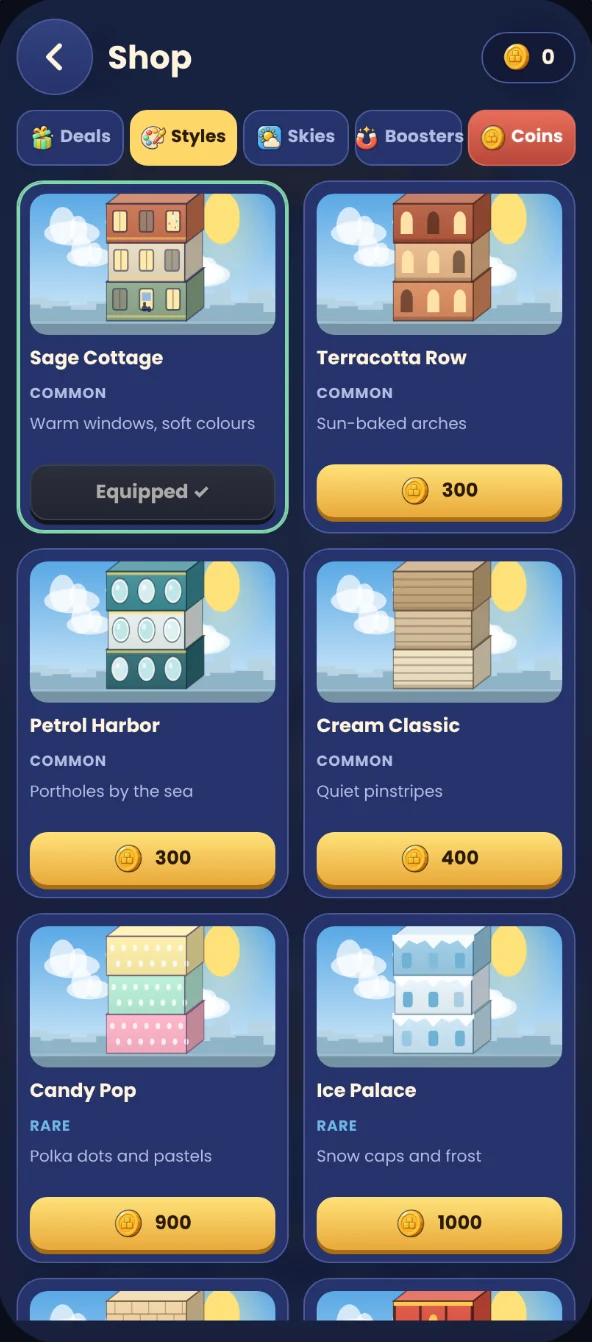 Shop
0
Deals
Styles
Skies
Boosters
Coins
Sage Cottage
COMMON
Warm windows, soft colours
Equipped ✓
Terracotta Row
COMMON
Sun-baked arches
300
Petrol Harbor
COMMON
Portholes by the sea
300
Cream Classic
COMMON
Quiet pinstripes
400
Candy Pop
RARE
Polka dots and pastels
900
Ice Palace
RARE
Snow caps and frost
1000